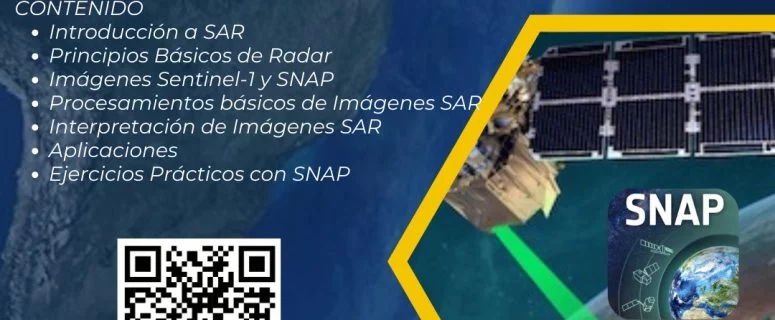 CONTENIDO
Introducción a SAR
Principios Básicos de Radar
Imágenes Sentinel-1 y SNAP
Procesamientos básicos de Imágenes SAR
Interpretación de Imágenes SAR
Aplicaciones
Ejercicios Prácticos con SNAP
SNAP